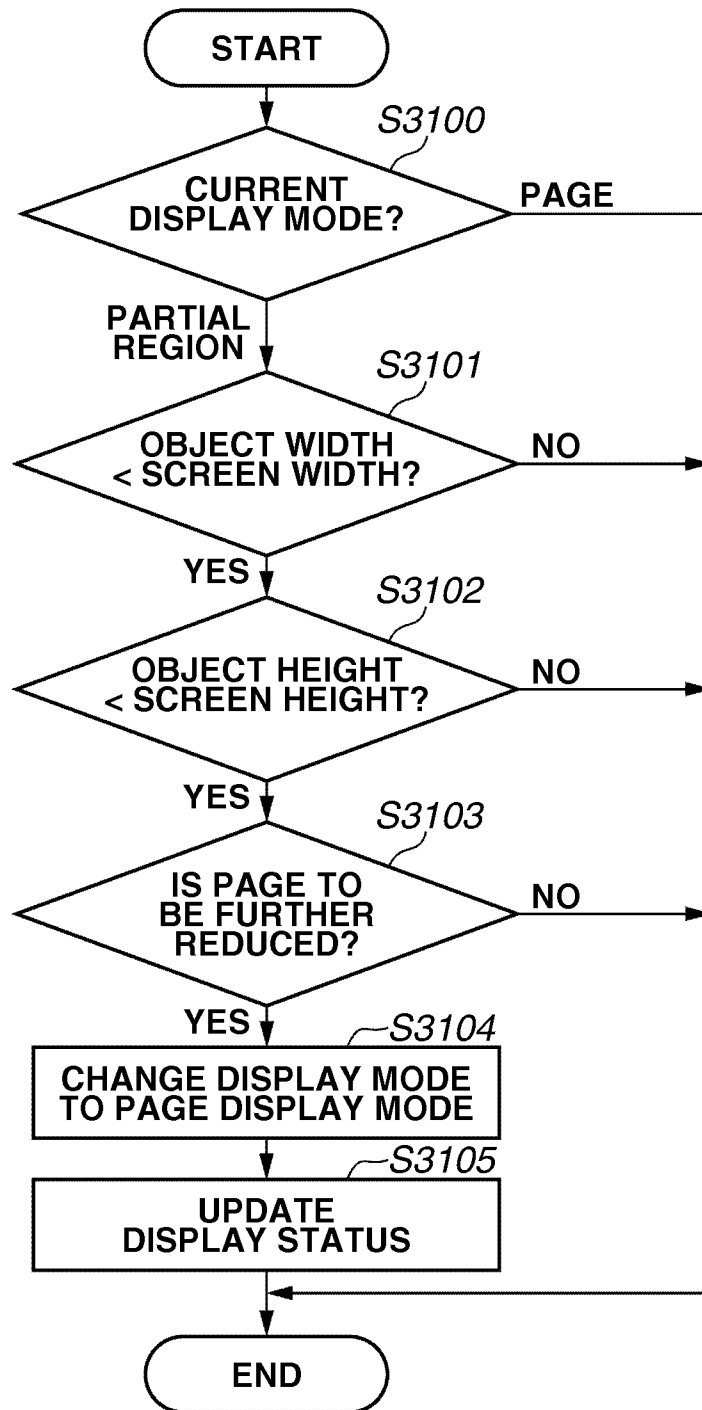 START
S3100
CURRENT
DISPLAY MODE?
PAGE
PARTIAL
REGION
S3101
OBJECT WIDTH
< SCREEN WIDTH?
NO
YES
S3102
OBJECT HEIGHT
< SCREEN HEIGHT?
NO
YES
S3103
IS PAGE TO
BE FURTHER
REDUCED?
NO
YES
S3104
CHANGE DISPLAY MODE
TO PAGE DISPLAY MODE
S3105
UPDATE
DISPLAY STATUS
END